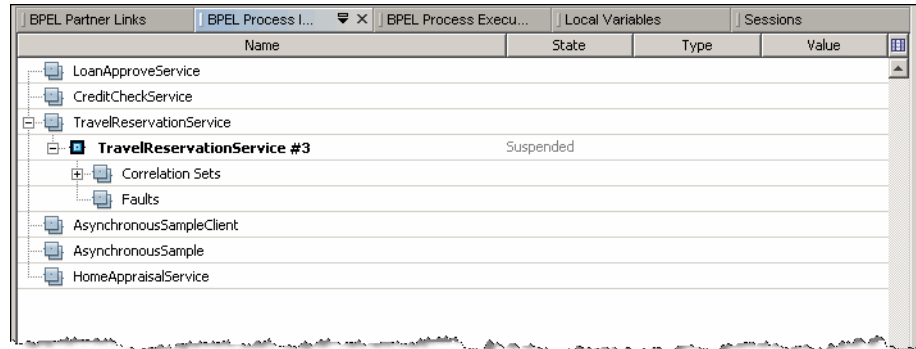 BPEL Partner Links BPEL Process I... BPEL Process Execu... Local Variables Sessions
Name State Type Value
LoanApproveService
CreditCheckService
TravelReservationService
TravelReservationService #3 Suspended
Correlation Sets
Faults
AsynchronousSampleClient
AsynchronousSample
HomeAppraisalService